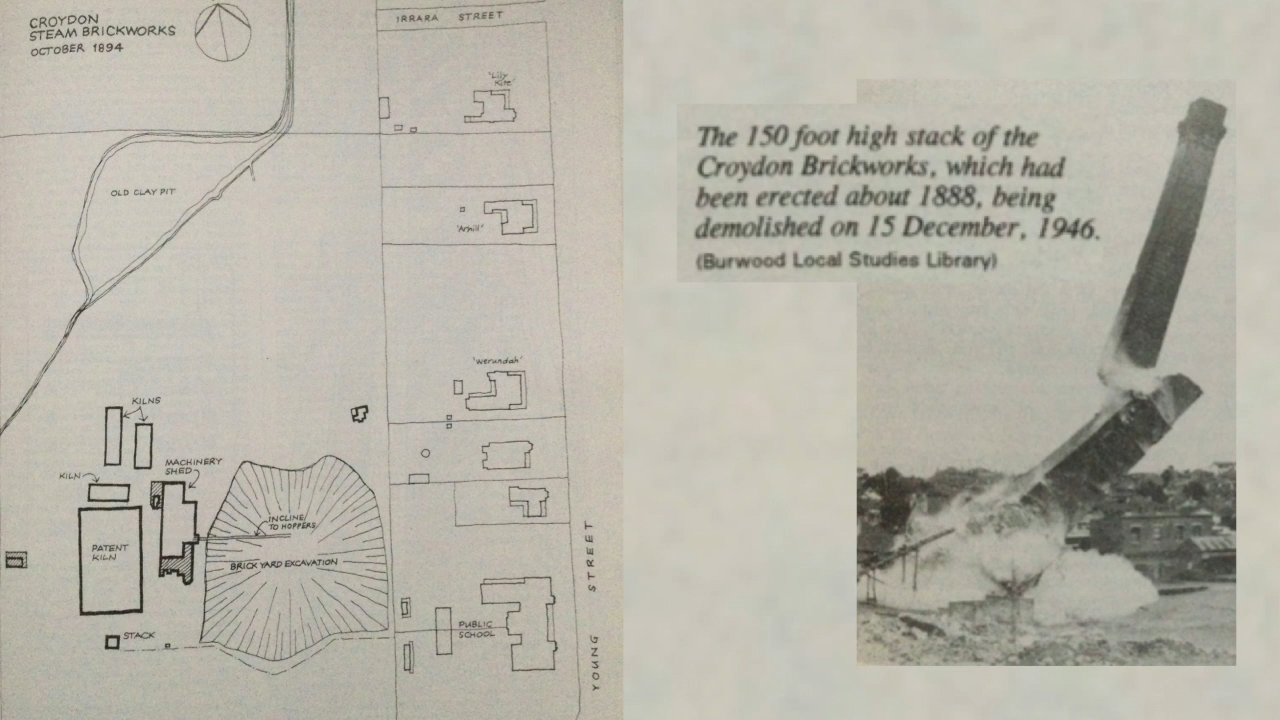 CROYDON
STEAM BRICKWORKS
OCTOBER 1894
IRRARA STREET
'Lily
OLD CLAY PIT
'Werundah'
KILNS
MACHINERY
SHED
KILN
INCLINE
TO HOPPERS
PATENT
KILN
BRICK YARD EXCAVATION
STACK
PUBLIC
SCHOOL
YOUNG STREET
The 150 foot high stack of the
Croydon Brickworks, which had
been erected about 1888, being
demolished on 15 December, 1946.
(Burwood Local Studies Library)